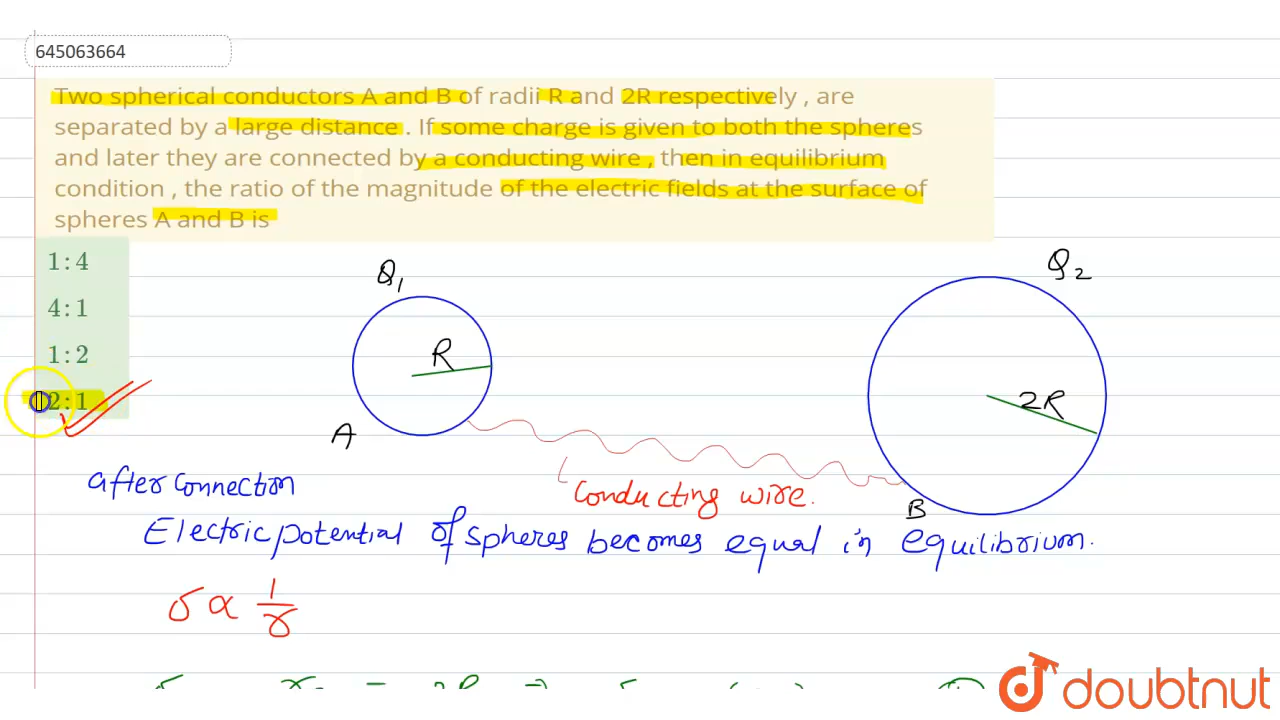 645063664
Two spherical conductors A and B of radii R and 2R respectively , are
separated by a large distance . If some charge is given to both the spheres
and later they are connected by a conducting wire , then in equilibrium
condition , the ratio of the magnitude of the electric fields at the surface of
spheres A and B is
1 : 4
4 : 1
1 : 2
2 : 1
Q₁
Q₂
R
2R
A
B
Conducting wire.
after connection
Electric potential of spheres becomes equal in equilibrium.
σ ∝ 1/r
doubtnut